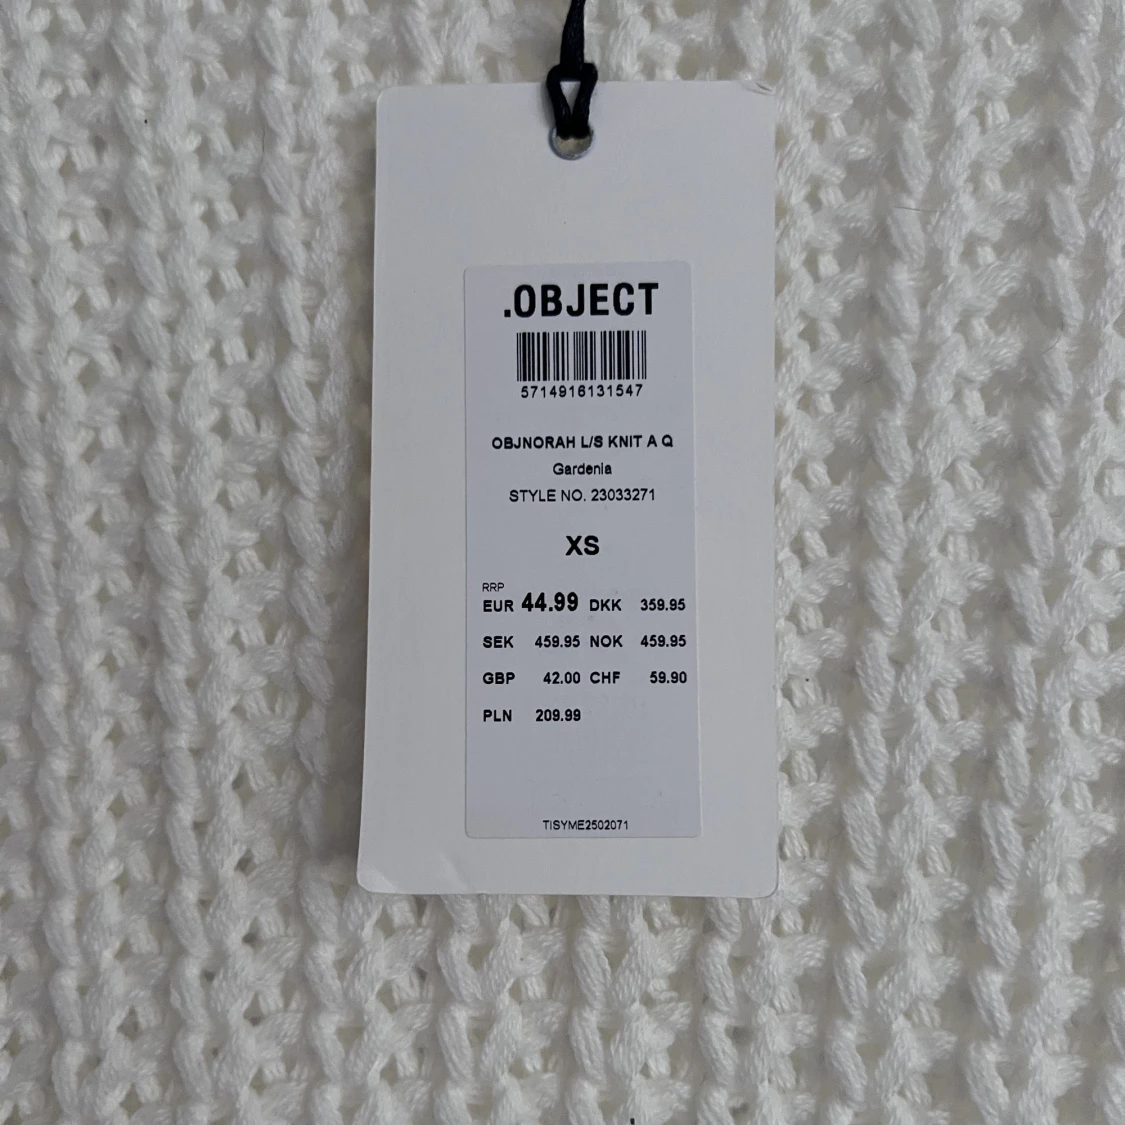 .OBJECT
5714916131547
OBJNORAH L/S KNIT A Q
Gardenia
STYLE NO. 23033271
XS
RRP
EUR 44.99 DKK 359.95
SEK 459.95 NOK 459.95
GBP 42.00 CHF 59.90
PLN 209.99
TISYME2502071